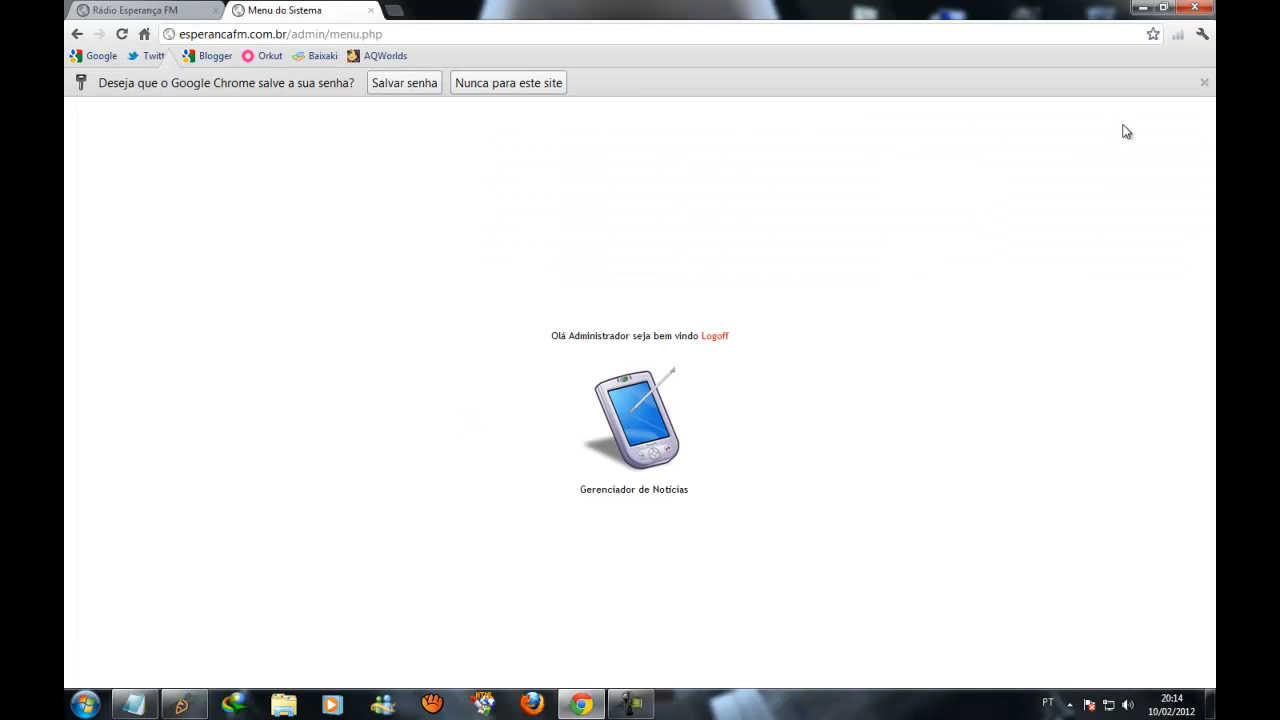 Rádio Esperança FM
Menu do Sistema
esperancafm.com.br/admin/menu.php
Google
Twitt
Blogger
Orkut
Baixaki
AQWorlds
Deseja que o Google Chrome salve a sua senha?
Salvar senha
Nunca para este site
Olá Administrador seja bem vindo Logoff
Gerenciador de Notícias
PT
20:14
10/02/2012